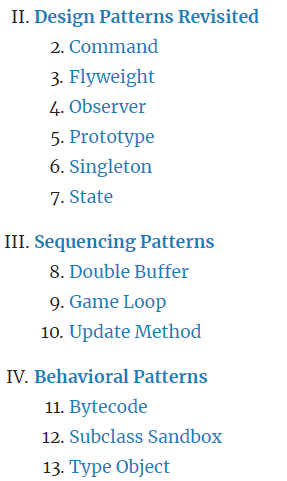 II. Design Patterns Revisited
2. Command
3. Flyweight
4. Observer
5. Prototype
6. Singleton
7. State
III. Sequencing Patterns
8. Double Buffer
9. Game Loop
10. Update Method
IV. Behavioral Patterns
11. Bytecode
12. Subclass Sandbox
13. Type Object